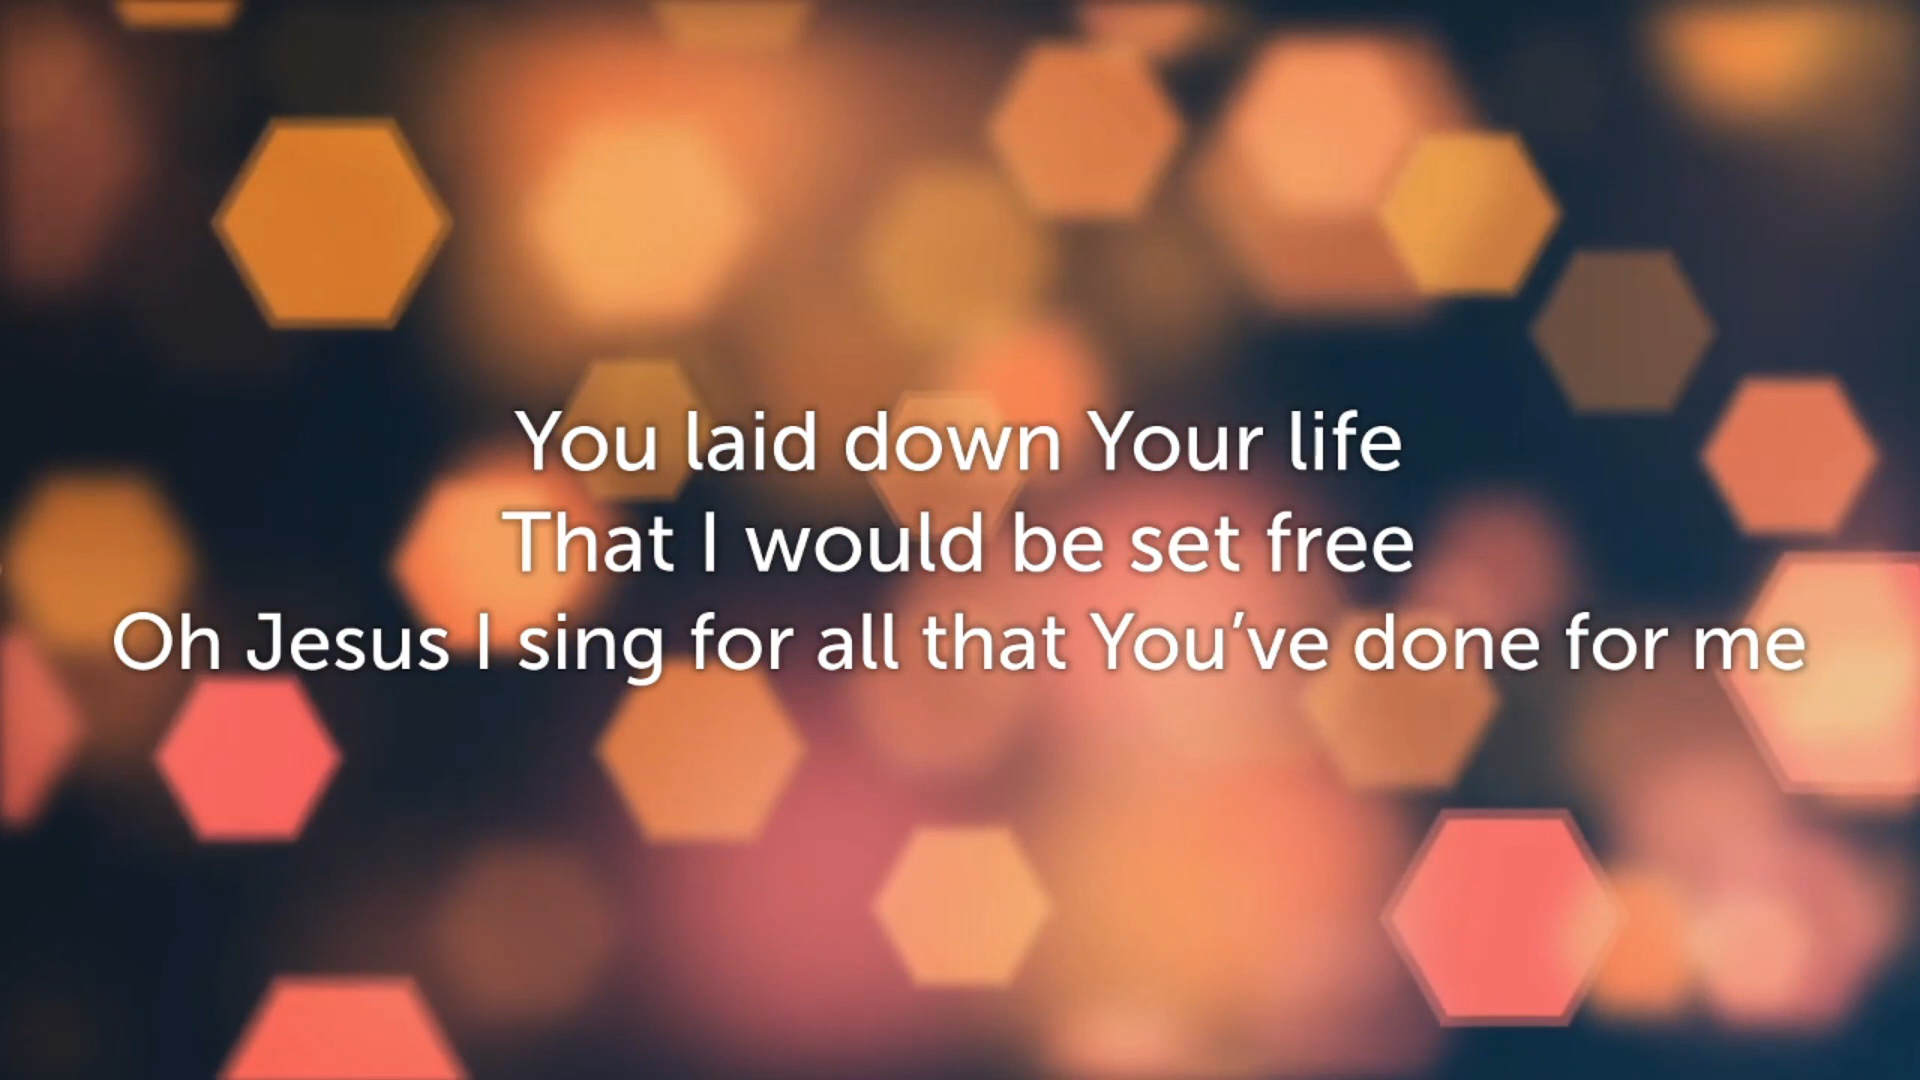 You laid down Your life
That I would be set free
Oh Jesus I sing for all that You’ve done for me